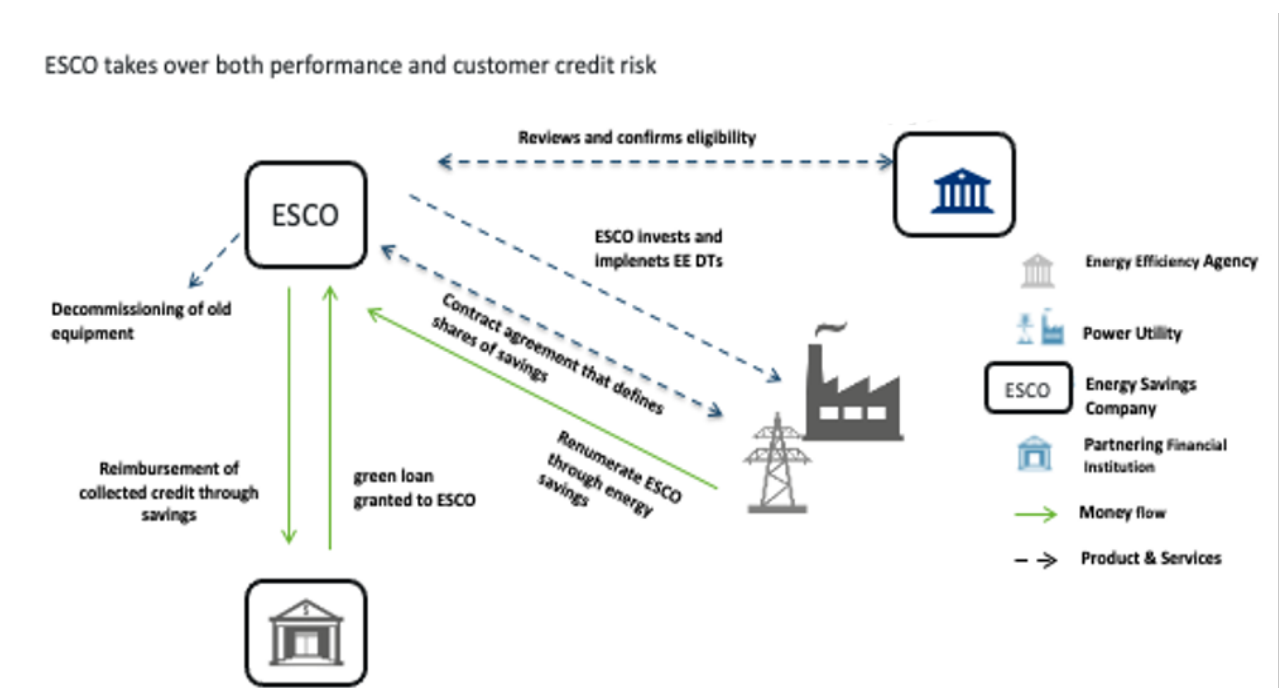 ESCO takes over both performance and customer credit risk
Reviews and confirms eligibility
ESCO
ESCO invests and
implenets EE DTs
Decommissioning of old
equipment
Contract agreement that defines
shares of savings
Renumerate ESCO
through energy
savings
Reimbursement of
collected credit through
savings
green loan
granted to ESCO
$
Energy Efficiency Agency
Power Utility
ESCO
Energy Savings
Company
Partnering Financial
Institution
Money flow
Product & Services